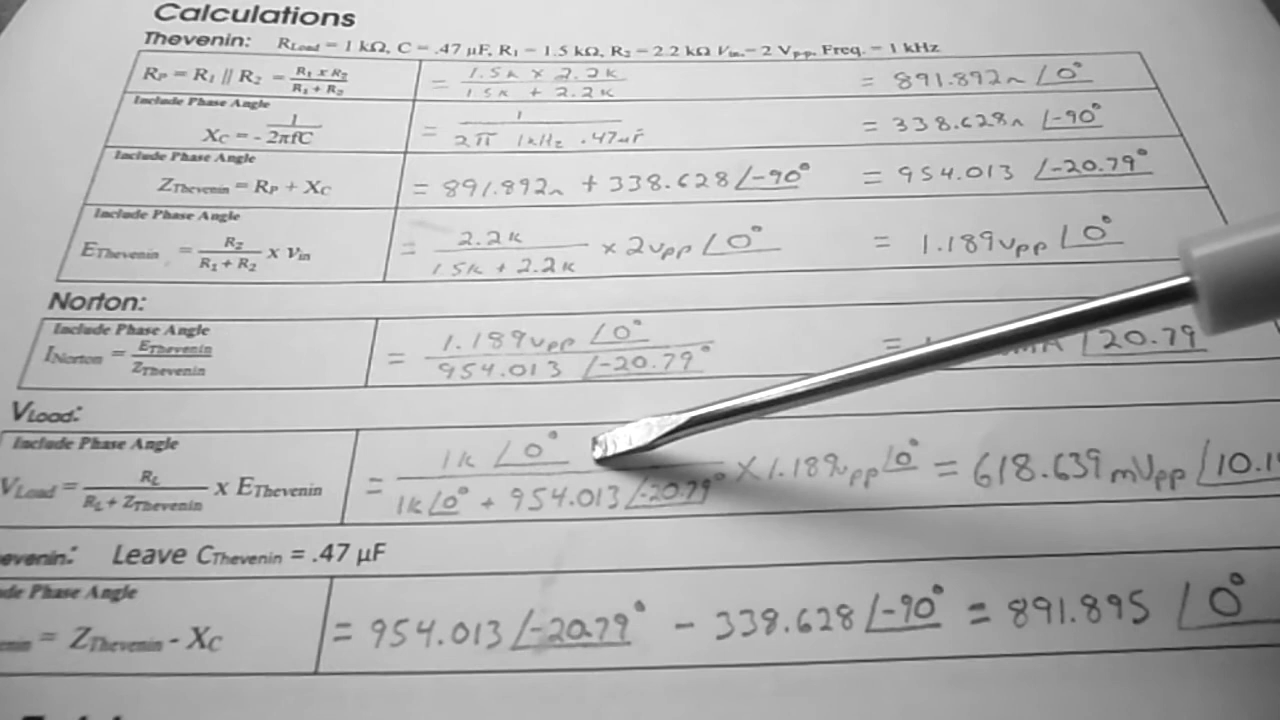 Calculations
Thevenin: RLoad = 1 kΩ, C = .47 µF, R1 = 1.5 kΩ, R2 = 2.2 kΩ Vin = 2 Vp.p. Freq. = 1 kHz
RP = R1 // R2 = R1 x R2 / R1 + R2 = 1.5k x 2.2k / 1.5k + 2.2k = 891.892Ω /0°
Include Phase Angle
XC = - 1 / 2πfC = 1 / 2π 1kHz .47µF = 338.628Ω /-90°
Include Phase Angle
ZThevenin = RP + XC = 891.892Ω + 338.628/-90° = 954.013 /-20.79°
Include Phase Angle
EThevenin = R2 / R1 + R2 x Vin = 2.2k / 1.5k + 2.2k x 2Vpp /0° = 1.189Vpp /0°
Norton:
Include Phase Angle
INorton = EThevenin / ZThevenin = 1.189Vpp /0° / 954.013 /-20.79° = mA /20.79
VLoad:
Include Phase Angle
VLoad = RL / RL + ZThevenin x EThevenin = 1k /0° / 1k/0° + 954.013/-20.79° x 1.189Vpp/0° = 618.639mVpp /10.1
evenin: Leave CThevenin = .47 µF
de Phase Angle
enin = ZThevenin - XC = 954.013/-20.79° - 338.628/-90° = 891.895 /0°